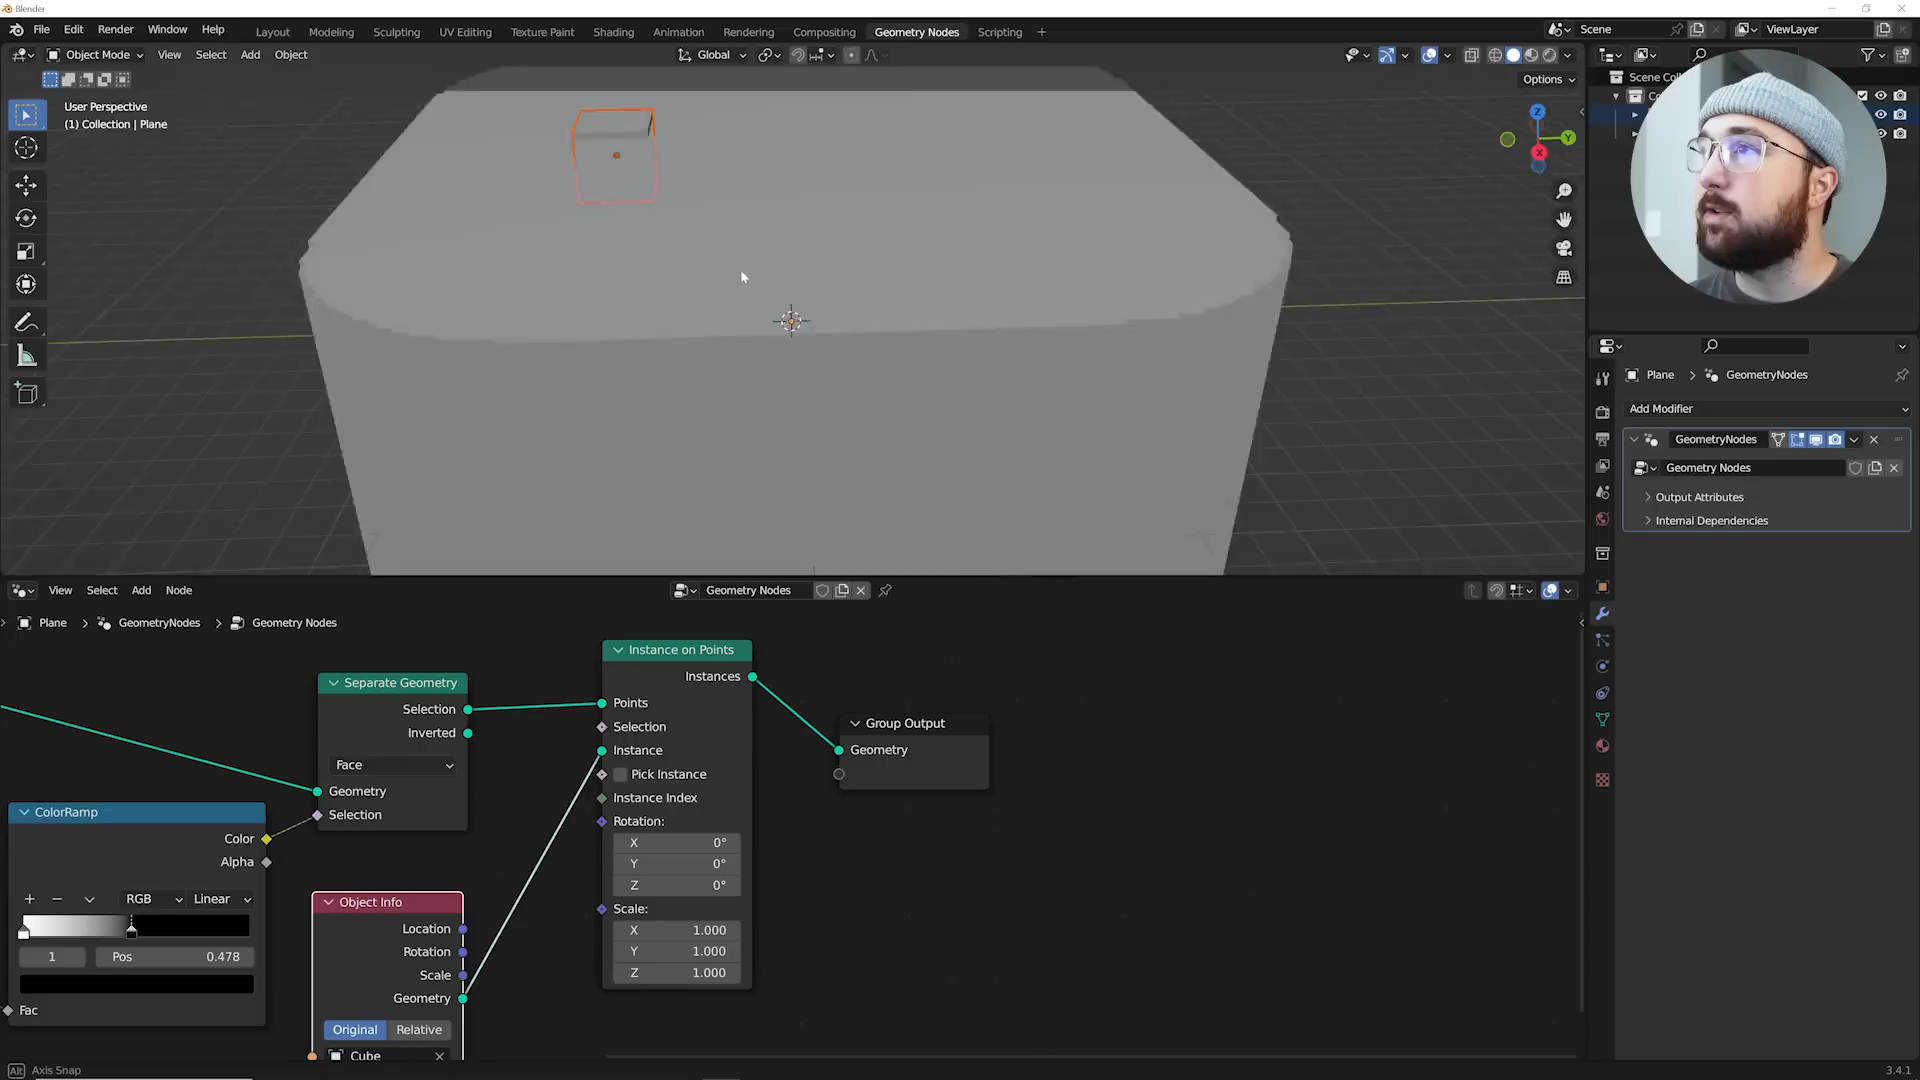 Blender
File Edit Render Window Help
Layout Modeling Sculpting UV Editing Texture Paint Shading Animation Rendering Compositing Geometry Nodes Scripting +
Scene
ViewLayer
Object Mode View Select Add Object
Global
Options
User Perspective
(1) Collection | Plane
Z
Y
X
Scene Coll
Co
Plane > GeometryNodes
Add Modifier
GeometryNodes
Geometry Nodes
Output Attributes
Internal Dependencies
View Select Add Node
Geometry Nodes
Plane > GeometryNodes > Geometry Nodes
Instance on Points
Instances
Points
Selection
Instance
Pick Instance
Instance Index
Rotation:
X 0°
Y 0°
Z 0°
Scale:
X 1.000
Y 1.000
Z 1.000
Separate Geometry
Selection
Inverted
Face
Geometry
Selection
Group Output
Geometry
ColorRamp
Color
Alpha
+ − RGB Linear
1 Pos 0.478
Fac
Object Info
Location
Rotation
Scale
Geometry
Original Relative
Cube
Alt Axis Snap
3.4.1